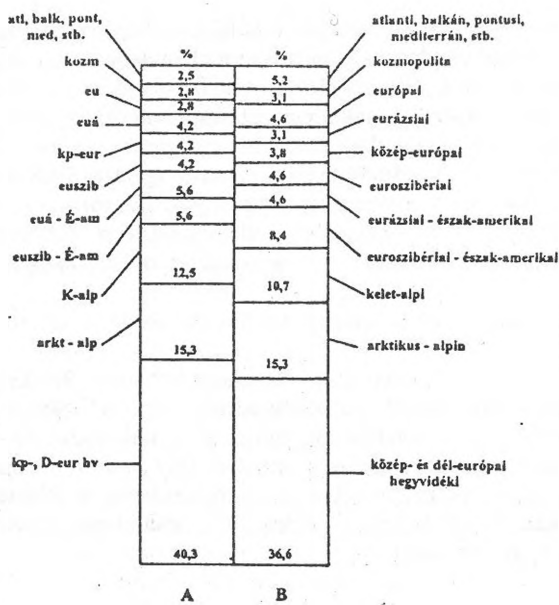 atl, balk, pont,
med, stb.
kozm
eu
euá
kp-eur
euszib
euá - É-am
euszib - É-am
K-alp
arkt - alp
kp-, D-eur hv
%
2,5
2,8
2,8
4,2
4,2
4,2
5,6
5,6
12,5
15,3
40,3
A
%
5,2
3,1
4,6
3,1
3,8
4,6
4,6
8,4
10,7
15,3
36,6
B
atlanti, balkán, pontusi,
mediterrán, stb.
kozmopolita
európai
eurázsiai
közép-európai
euroszibériai
eurázsiai - észak-amerikai
euroszibériai - észak-amerikai
kelet-alpi
arktikus - alpin
közép- és dél-európai
hegyvidéki